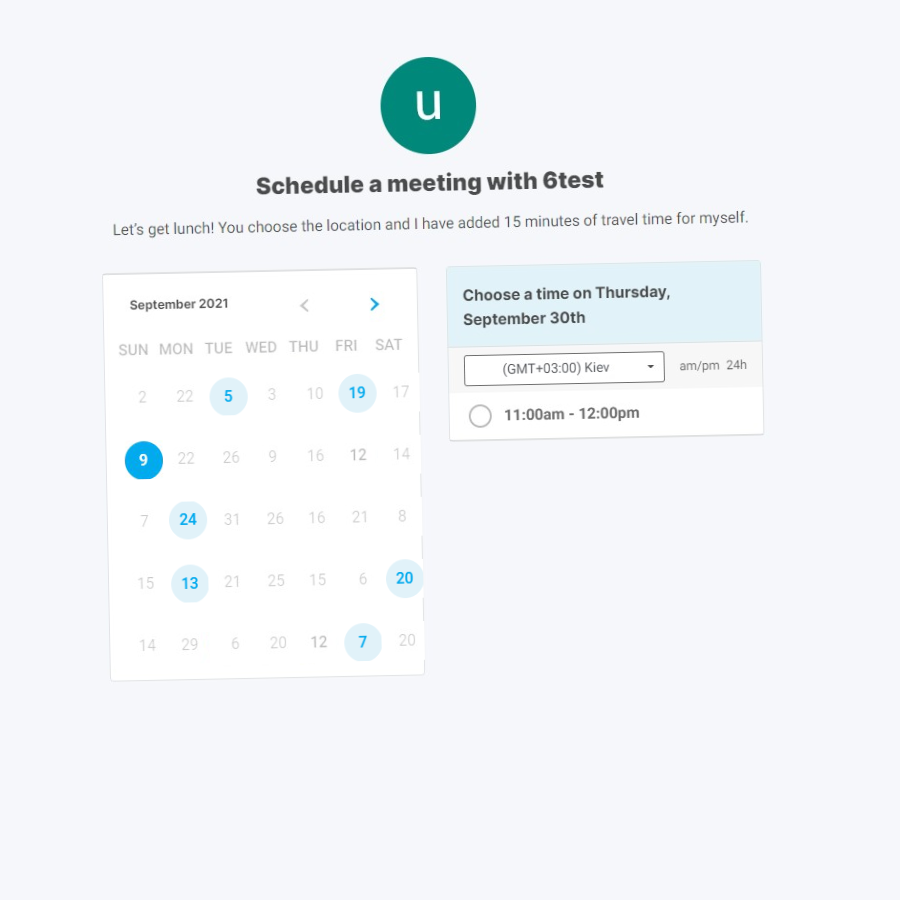 u
Schedule a meeting with 6test
Let's get lunch! You choose the location and I have added 15 minutes of travel time for myself.
September 2021
SUN MON TUE WED THU FRI SAT
2 22 5 3 10 19 17
9 22 26 9 16 12 14
7 24 31 26 16 21 8
15 13 21 25 15 6 20
14 29 6 20 12 7 20
Choose a time on Thursday,
September 30th
(GMT+03:00) Kiev am/pm 24h
11:00am - 12:00pm